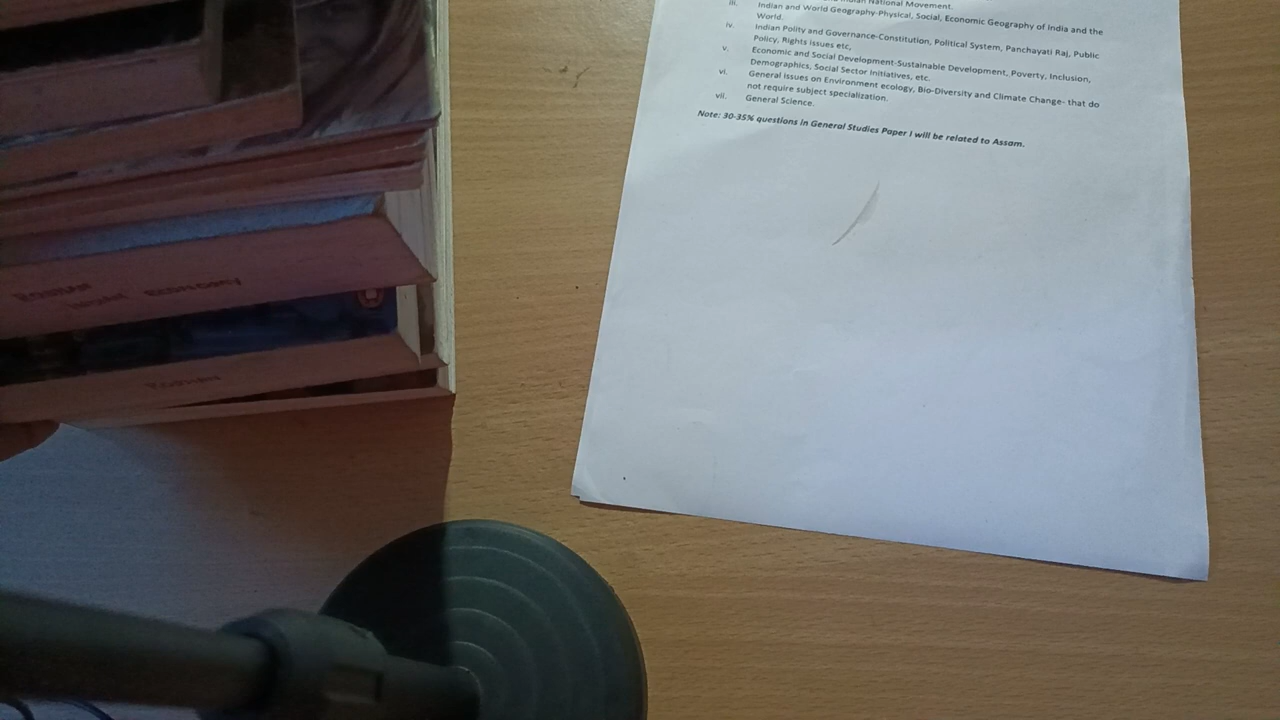 Indian National Movement.
iii. Indian and World Geography-Physical, Social, Economic Geography of India and the
World.
iv. Indian Polity and Governance-Constitution, Political System, Panchayati Raj, Public
Policy, Rights issues etc,
v. Economic and Social Development-Sustainable Development, Poverty, Inclusion,
Demographics, Social Sector Initiatives, etc.
vi. General issues on Environment ecology, Bio-Diversity and Climate Change- that do
not require subject specialization.
vii. General Science.
Note: 30-35% questions in General Studies Paper I will be related to Assam.
ECONOMY